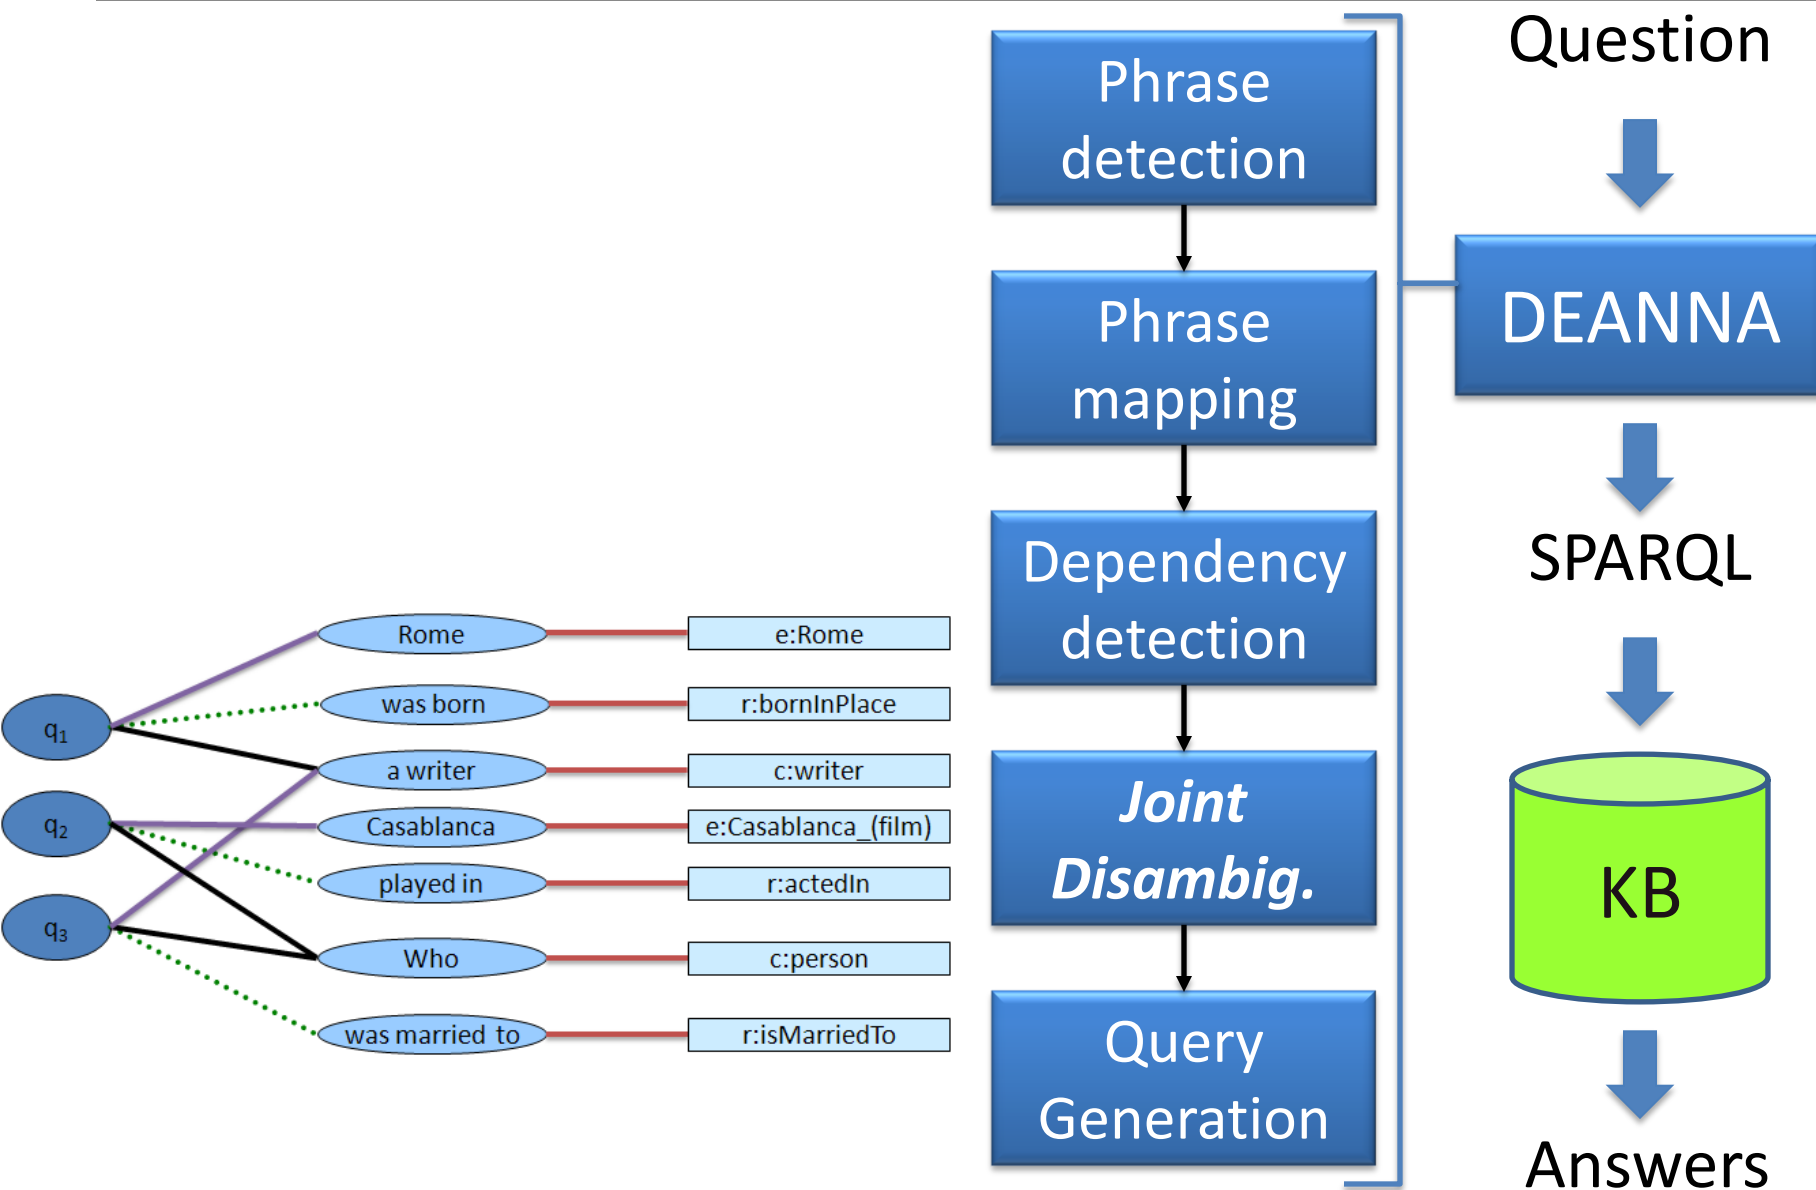 q1
q2
q3
Rome
was born
a writer
Casablanca
played in
Who
was married to
e:Rome
r:bornInPlace
c:writer
e:Casablanca_(film)
r:actedIn
c:person
r:isMarriedTo
Phrase
detection
Phrase
mapping
Dependency
detection
Joint
Disambig.
Query
Generation
Question
DEANNA
SPARQL
KB
Answers